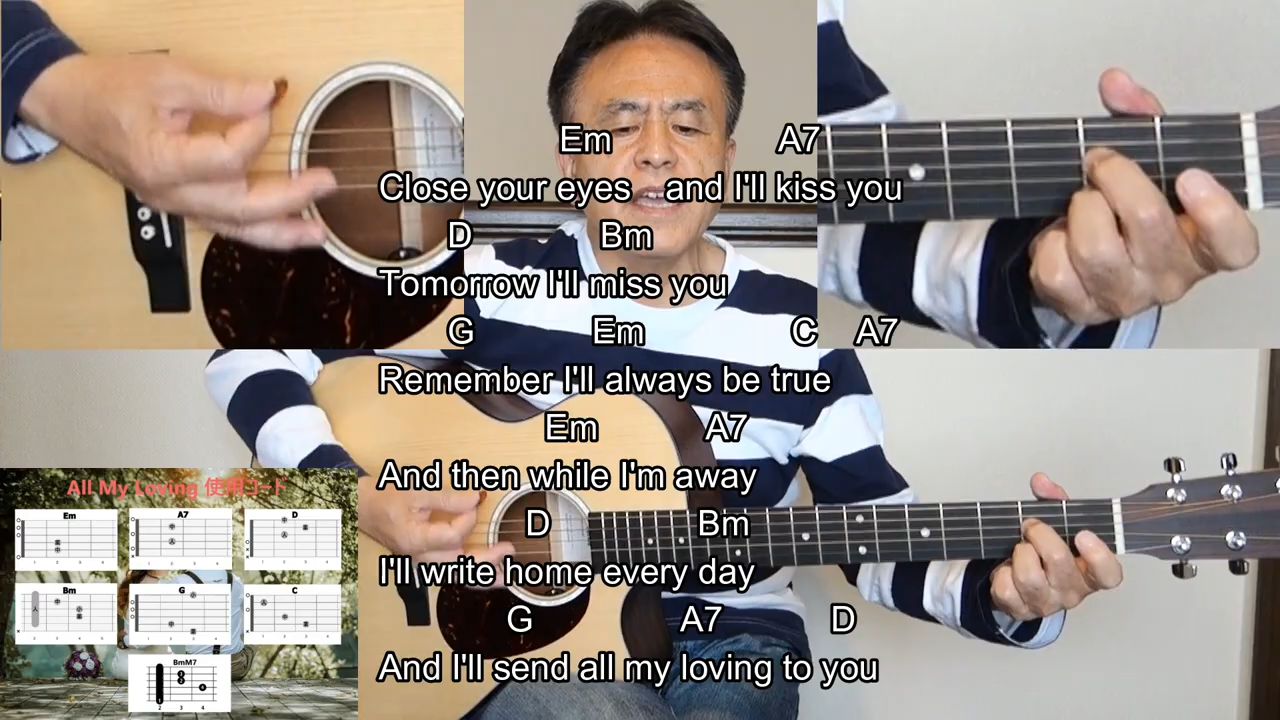 Em A7
Close your eyes and I'll kiss you
D Bm
Tomorrow I'll miss you
G Em C A7
Remember I'll always be true
Em A7
And then while I'm away
D Bm
I'll write home every day
G A7 D
And I'll send all my loving to you
All My Loving 使用コード
Em A7 D
Bm G C
BmM7